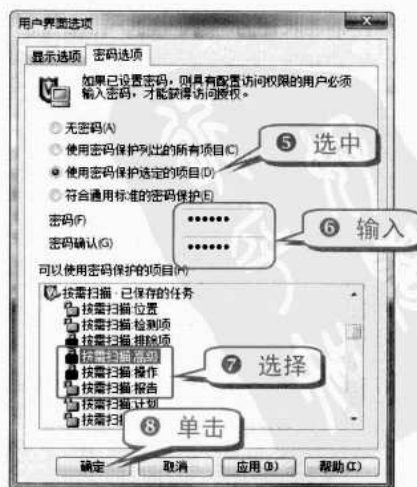 用户界面选项
显示选项 密码选项
如果已设置密码，则具有配置访问权限的用户必须
输入密码，才能获得访问授权。
无密码(A)
使用密码保护列出的所有项目(C)
❺ 选中
使用密码保护选定的项目(D)
符合通用标准的密码保护(E)
密码(F) ••••••
❻ 输入
密码确认(G) ••••••
可以使用密码保护的项目(H)
按需扫描:已保存的任务
按需扫描:位置
按需扫描:检测项
按需扫描:排除项
按需扫描:高级
❼ 选择
按需扫描:操作
按需扫描:报告
按需扫描:计划
按需扫描
❽ 单击
确定 取消 应用(B) 帮助(I)